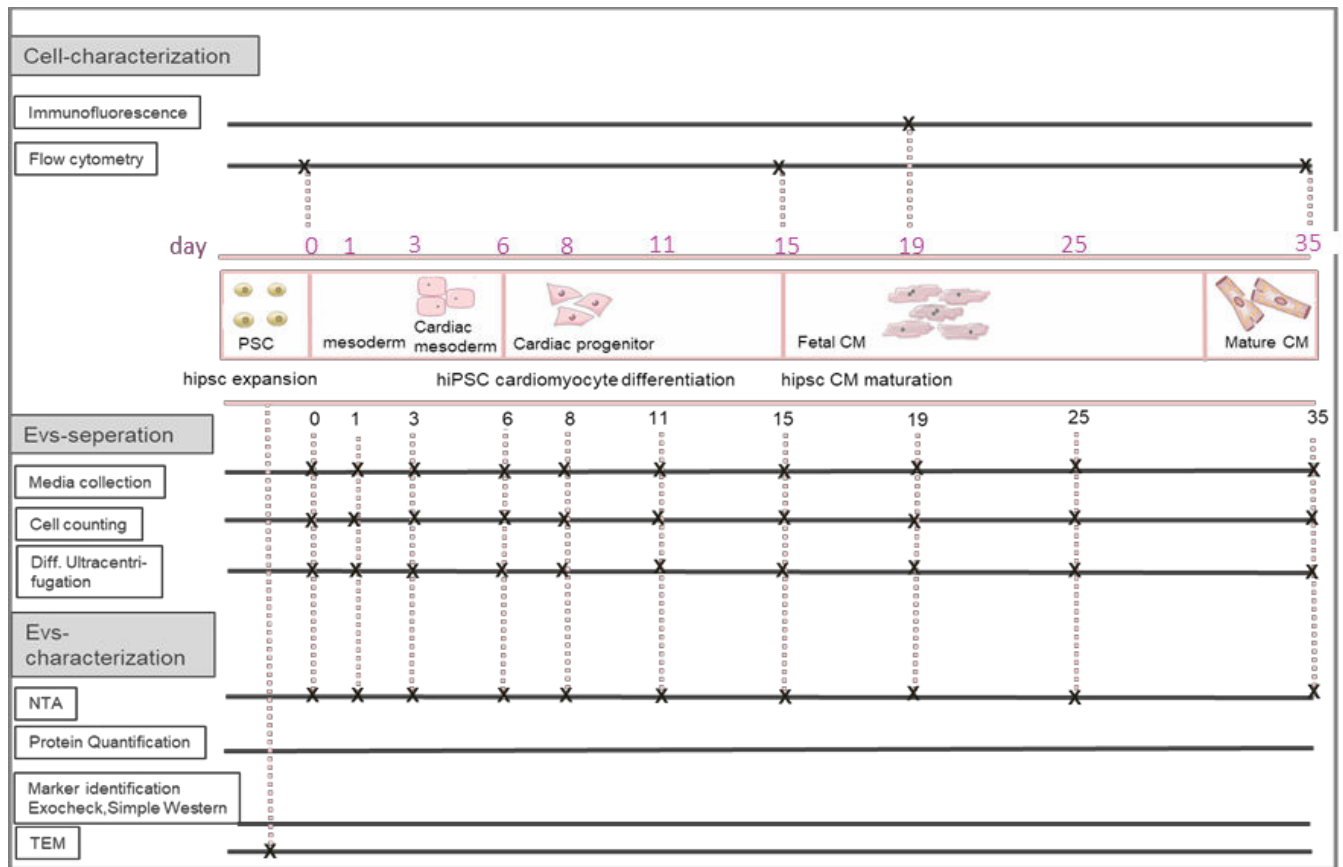 Cell-characterization
Immunofluorescence
X
Flow cytometry
X X X
day 0 1 3 6 8 11 15 19 25 35
PSC
mesoderm
Cardiac
mesoderm
Cardiac progenitor
Fetal CM
Mature CM
hipsc expansion
hiPSC cardiomyocyte differentiation
hipsc CM maturation
0 1 3 6 8 11 15 19 25 35
Evs-seperation
Media collection
X X X X X X X X X X
Cell counting
X X X X X X X X X X
Diff. Ultracentri-
fugation
X X X X X X X X X X
Evs-
characterization
NTA
X X X X X X X X X X
Protein Quantification
Marker identification
Exocheck,Simple Western
TEM
X